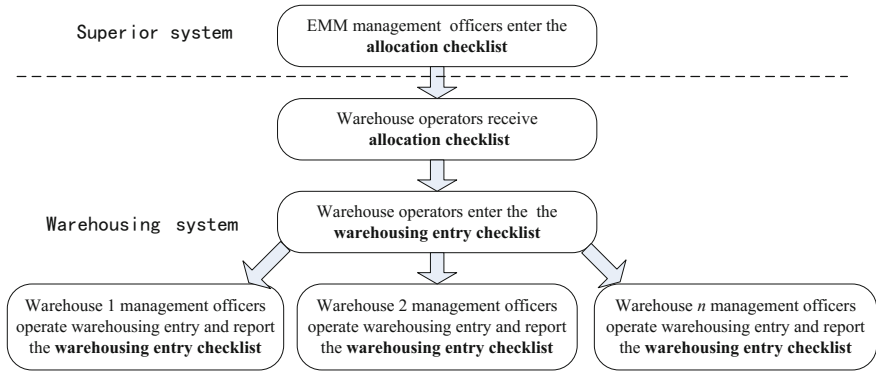 Superior system
EMM management officers enter the
allocation checklist
Warehouse operators receive
allocation checklist
Warehousing system
Warehouse operators enter the the
warehousing entry checklist
Warehouse 1 management officers
operate warehousing entry and report
the warehousing entry checklist
Warehouse 2 management officers
operate warehousing entry and report
the warehousing entry checklist
Warehouse n management officers
operate warehousing entry and report
the warehousing entry checklist